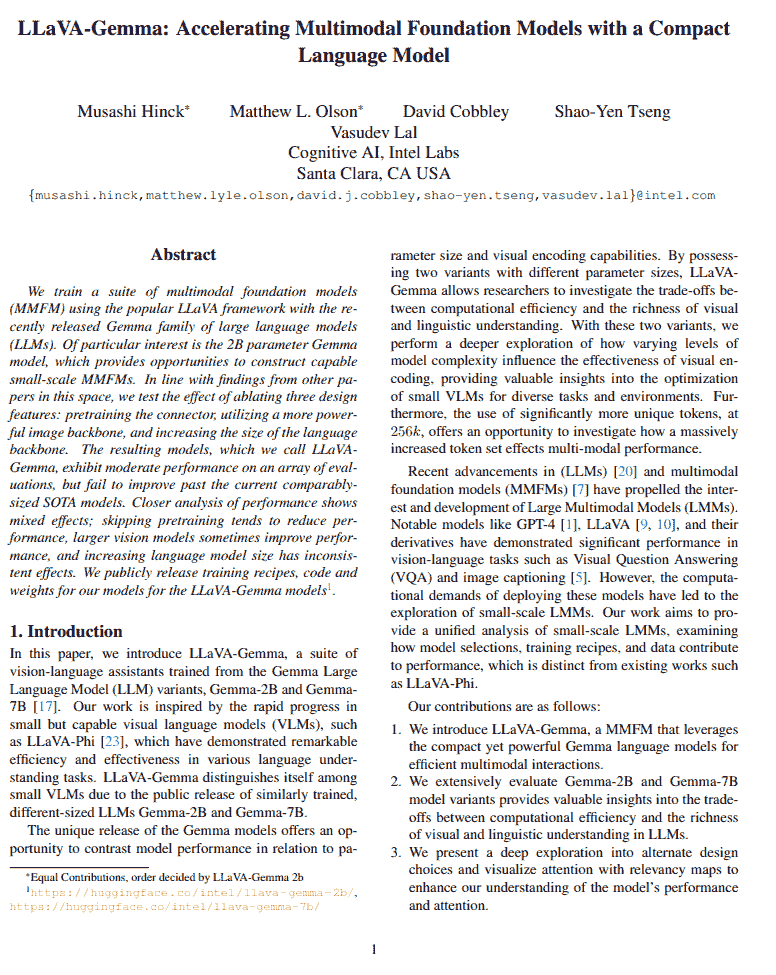 LLaVA-Gemma: Accelerating Multimodal Foundation Models with a Compact
Language Model
Musashi Hinck* Matthew L. Olson* David Cobbley Shao-Yen Tseng
Vasudev Lal
Cognitive AI, Intel Labs
Santa Clara, CA USA
{musashi.hinck,matthew.lyle.olson,david.j.cobbley,shao-yen.tseng,vasudev.lal}@intel.com
Abstract
We train a suite of multimodal foundation models
(MMFM) using the popular LLaVA framework with the re-
cently released Gemma family of large language models
(LLMs). Of particular interest is the 2B parameter Gemma
model, which provides opportunities to construct capable
small-scale MMFMs. In line with findings from other pa-
pers in this space, we test the effect of ablating three design
features: pretraining the connector, utilizing a more power-
ful image backbone, and increasing the size of the language
backbone. The resulting models, which we call LLaVA-
Gemma, exhibit moderate performance on an array of eval-
uations, but fail to improve past the current comparably-
sized SOTA models. Closer analysis of performance shows
mixed effects; skipping pretraining tends to reduce per-
formance, larger vision models sometimes improve perfor-
mance, and increasing language model size has inconsis-
tent effects. We publicly release training recipes, code and
weights for our models for the LLaVA-Gemma models¹.
1. Introduction
In this paper, we introduce LLaVA-Gemma, a suite of
vision-language assistants trained from the Gemma Large
Language Model (LLM) variants, Gemma-2B and Gemma-
7B [17]. Our work is inspired by the rapid progress in
small but capable visual language models (VLMs), such
as LLaVA-Phi [23], which have demonstrated remarkable
efficiency and effectiveness in various language under-
standing tasks. LLaVA-Gemma distinguishes itself among
small VLMs due to the public release of similarly trained,
different-sized LLMs Gemma-2B and Gemma-7B.
The unique release of the Gemma models offers an op-
portunity to contrast model performance in relation to pa-
*Equal Contributions, order decided by LLaVA-Gemma 2b
¹https://huggingface.co/intel/llava-gemma-2b/,
https://huggingface.co/intel/llava-gemma-7b/
rameter size and visual encoding capabilities. By possess-
ing two variants with different parameter sizes, LLaVA-
Gemma allows researchers to investigate the trade-offs be-
tween computational efficiency and the richness of visual
and linguistic understanding. With these two variants, we
perform a deeper exploration of how varying levels of
model complexity influence the effectiveness of visual en-
coding, providing valuable insights into the optimization
of small VLMs for diverse tasks and environments. Fur-
thermore, the use of significantly more unique tokens, at
256k, offers an opportunity to investigate how a massively
increased token set effects multi-modal performance.
Recent advancements in (LLMs) [20] and multimodal
foundation models (MMFMs) [7] have propelled the inter-
est and development of Large Multimodal Models (LMMs).
Notable models like GPT-4 [1], LLaVA [9, 10], and their
derivatives have demonstrated significant performance in
vision-language tasks such as Visual Question Answering
(VQA) and image captioning [5]. However, the computa-
tional demands of deploying these models have led to the
exploration of small-scale LMMs. Our work aims to pro-
vide a unified analysis of small-scale LMMs, examining
how model selections, training recipes, and data contribute
to performance, which is distinct from existing works such
as LLaVA-Phi.
Our contributions are as follows:
1. We introduce LLaVA-Gemma, a MMFM that leverages
the compact yet powerful Gemma language models for
efficient multimodal interactions.
2. We extensively evaluate Gemma-2B and Gemma-7B
model variants provides valuable insights into the trade-
offs between computational efficiency and the richness
of visual and linguistic understanding in LLMs.
3. We present a deep exploration into alternate design
choices and visualize attention with relevancy maps to
enhance our understanding of the model's performance
and attention.
1